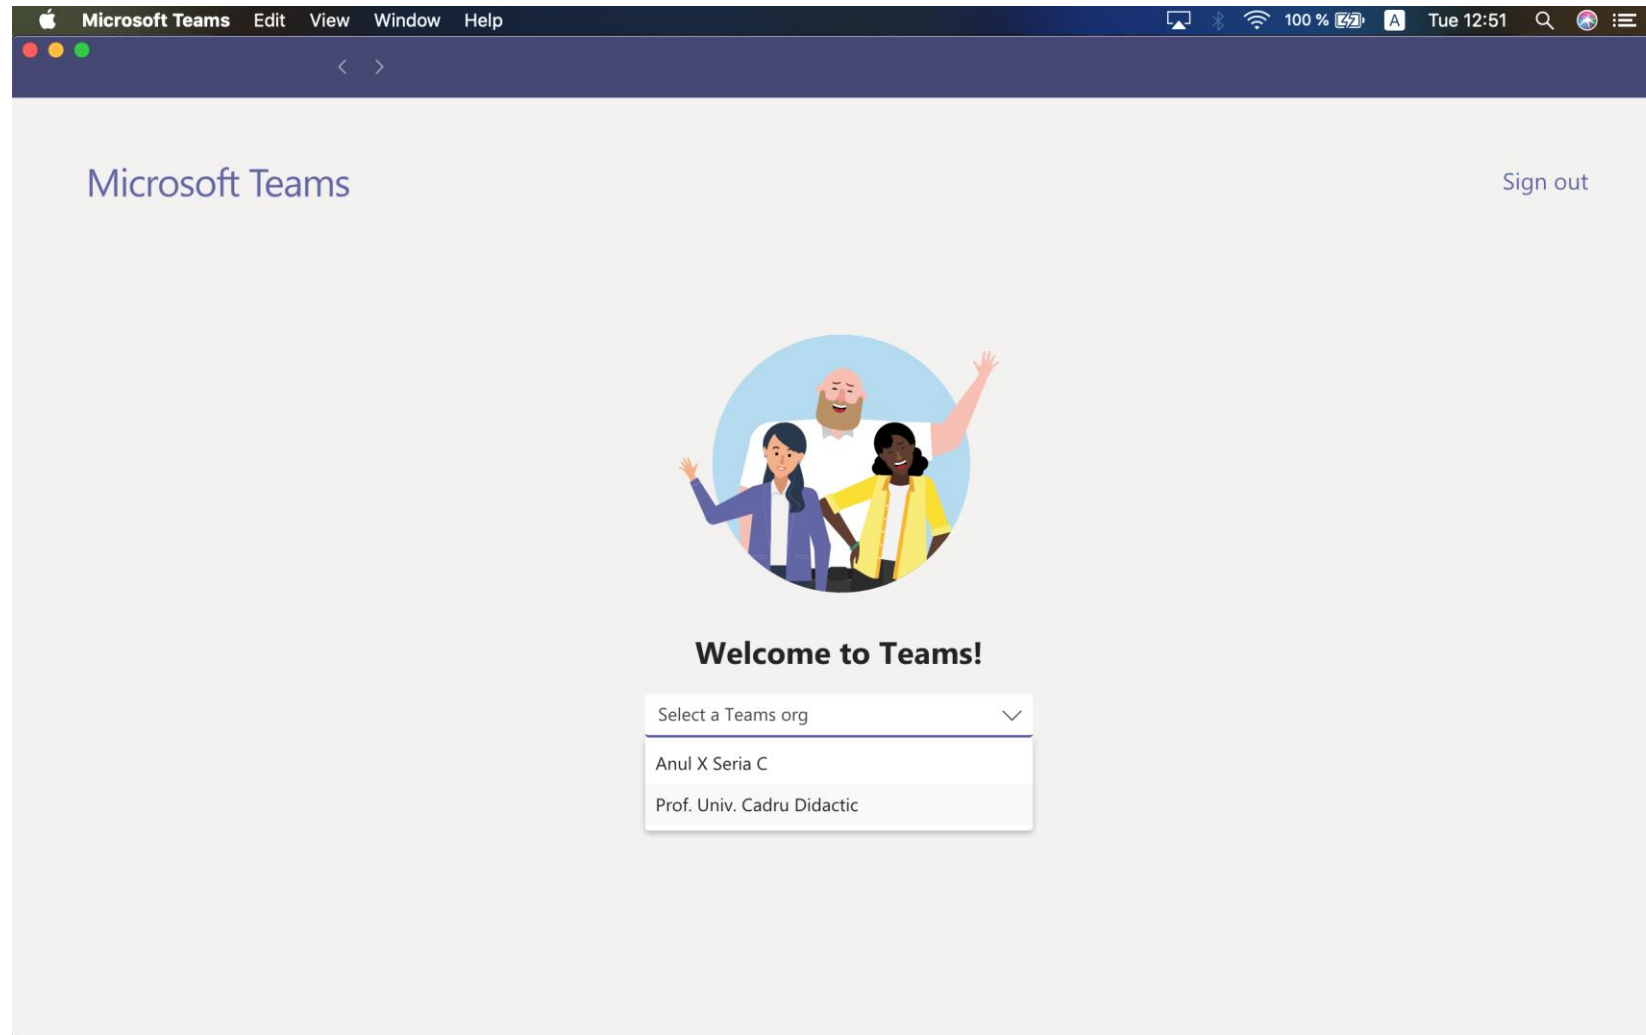 Microsoft Teams Edit View Window Help 100 % A Tue 12:51
Microsoft Teams
Sign out
Welcome to Teams!
Select a Teams org
Anul X Seria C
Prof. Univ. Cadru Didactic